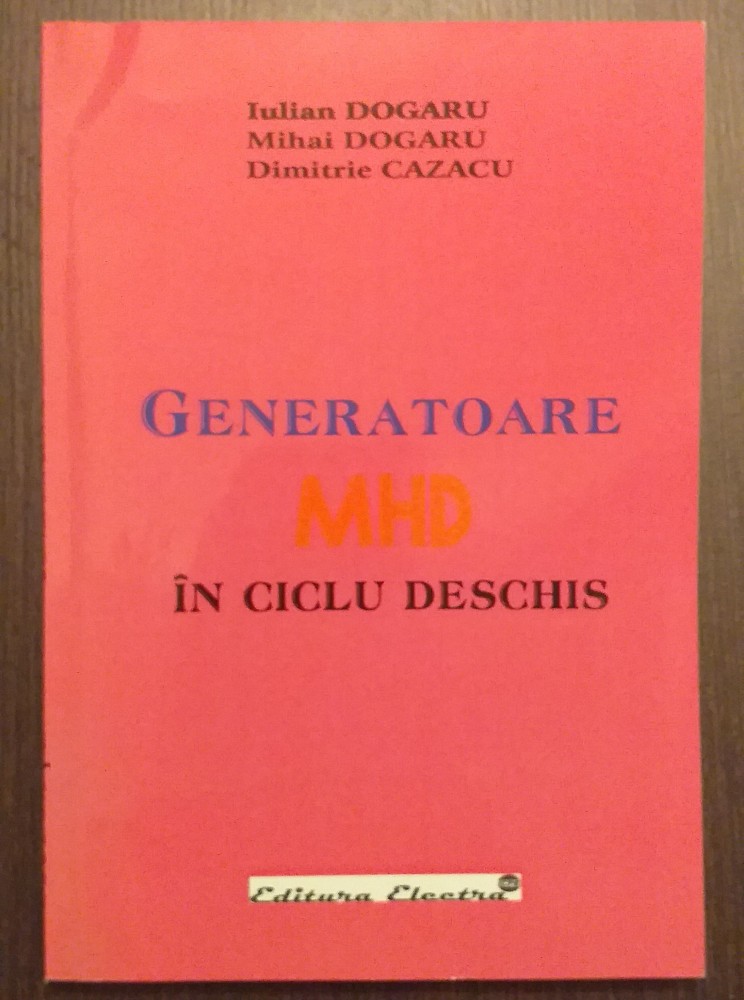 Iulian DOGARU
Mihai DOGARU
Dimitrie CAZACU
GENERATOARE
MHD
ÎN CICLU DESCHIS
Editura Electra